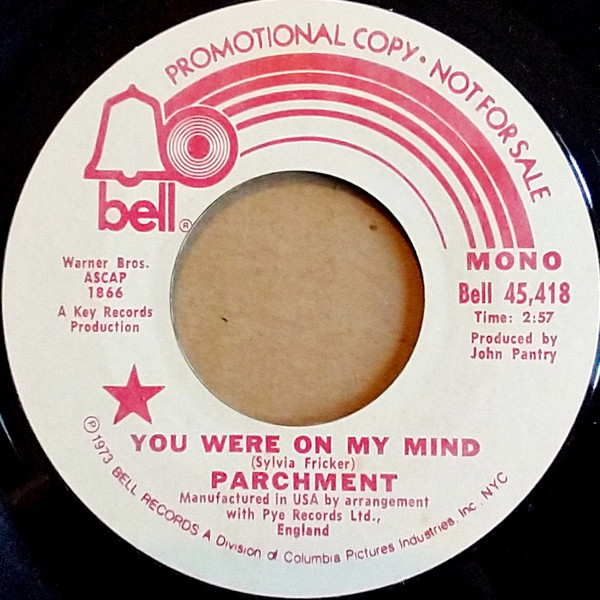 PROMOTIONAL COPY • NOT FOR SALE
bell®
Warner Bros.
ASCAP
1866
A Key Records
Production
MONO
Bell 45,418
Time: 2:57
Produced by
John Pantry
YOU WERE ON MY MIND
(Sylvia Fricker)
PARCHMENT
Manufactured in USA by arrangement
with Pye Records Ltd.,
England
Ⓟ1973 BELL RECORDS A Division of Columbia Pictures Industries, Inc. NYC